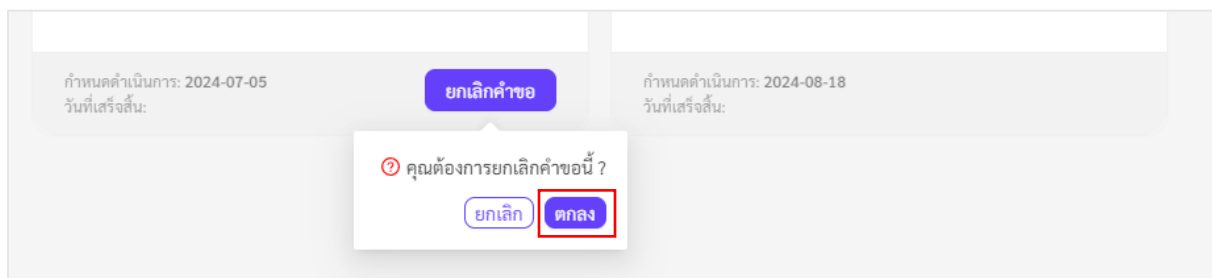 กำหนดดำเนินการ: 2024-07-05
วันที่เสร็จสิ้น:
ยกเลิกคำขอ
กำหนดดำเนินการ: 2024-08-18
วันที่เสร็จสิ้น:
คุณต้องการยกเลิกคำขอนี้ ?
ยกเลิก ตกลง